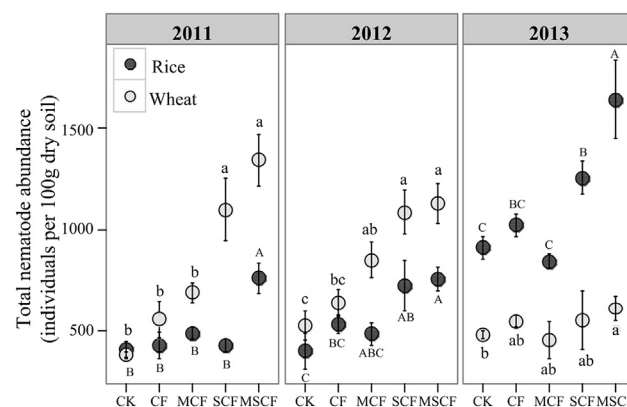 2011 2012 2013
Rice
Wheat
Total nematode abundance
(individuals per 100g dry soil)
1500
1000
500
b b b a a
B B B B A
c bc ab a a
C BC ABC AB A
C BC C B A
b ab ab ab a
CK CF MCF SCF MSCF CK CF MCF SCF MSCF CK CF MCF SCF MSC